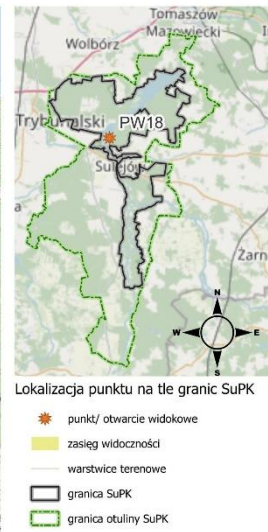 Tomaszów
Mazowiecki
Wolbórz
Trybunalski
PW18
Sulejów
a
Żarn
N
W
E
S
Lokalizacja punktu na tle granic SuPK
punkt/ otwarcie widokowe
zasięg widoczności
warstwice terenowe
granica SuPK
granica otuliny SuPK